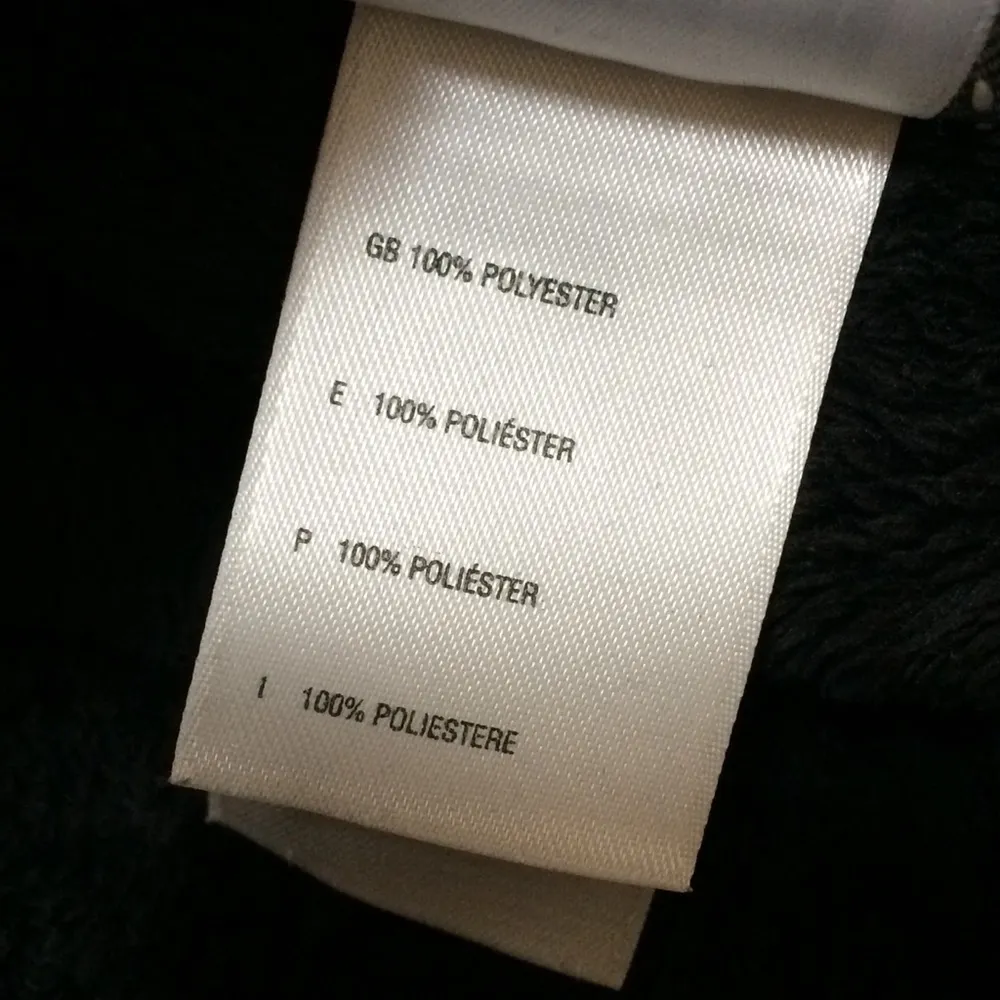 GB 100% POLYESTER
E 100% POLIÉSTER
P 100% POLIÉSTER
I 100% POLIESTERE